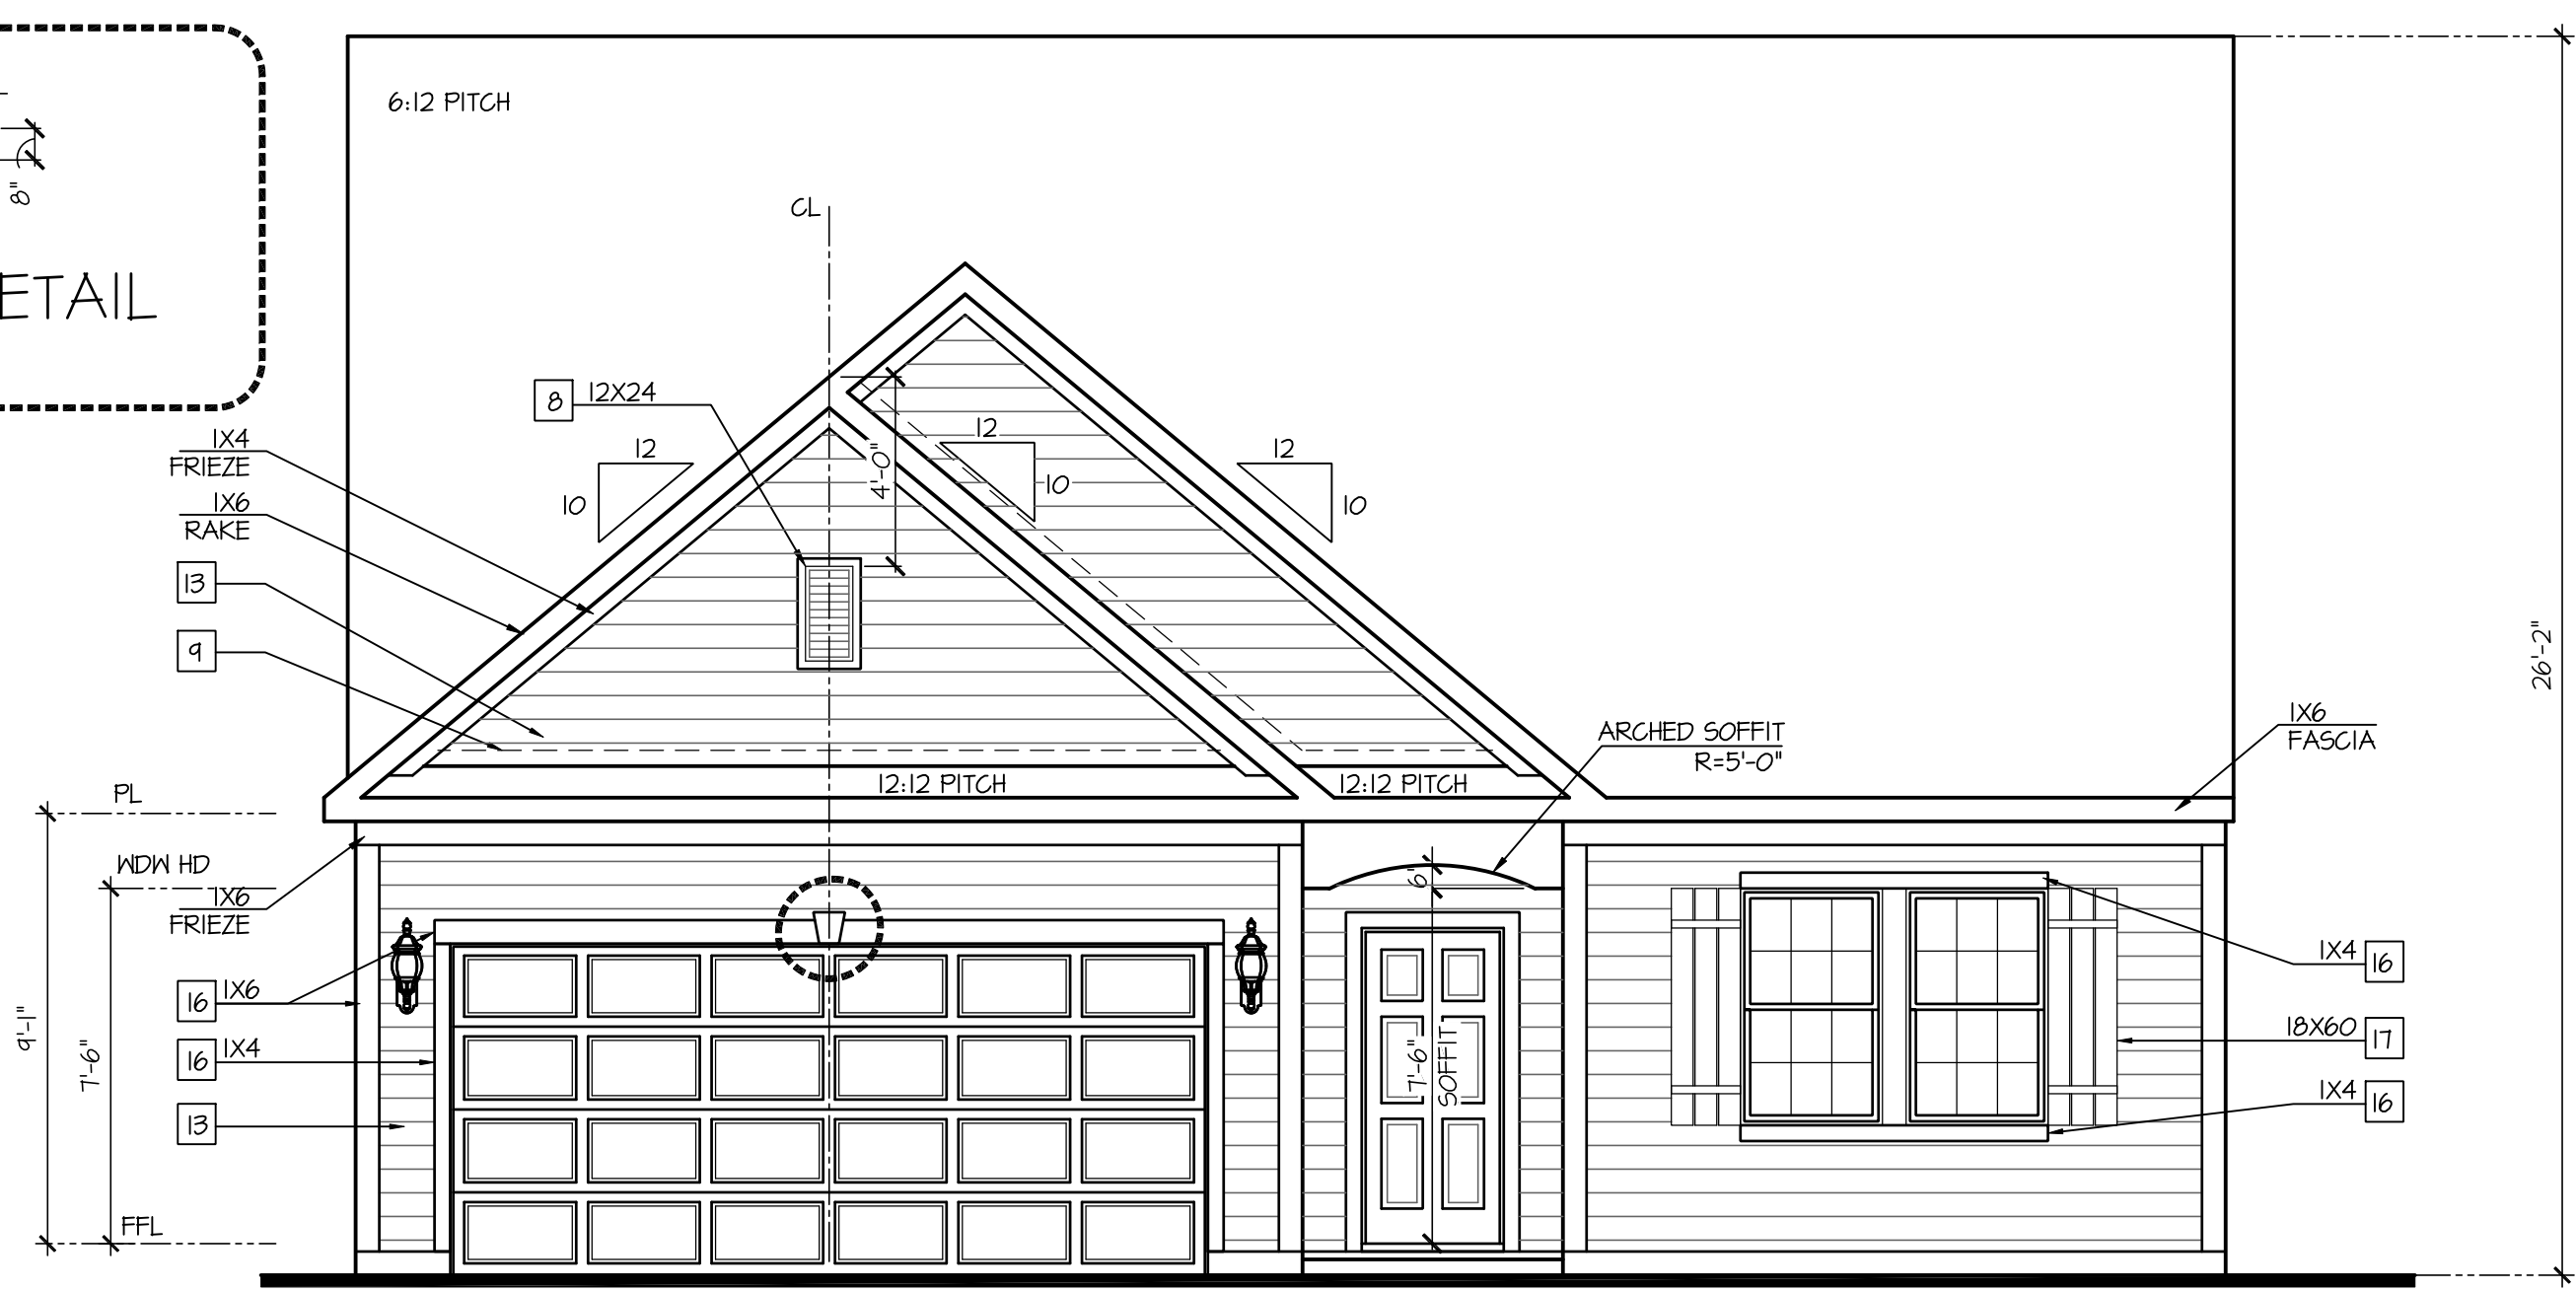 6:12 PITCH
8"
ETAIL
CL
8 12X24
1X4
FRIEZE
1X6
RAKE
13
9
12
10
4'-0"
12
10
12
10
26'-2"
ARCHED SOFFIT
R=5'-0"
1X6
FASCIA
12:12 PITCH
12:12 PITCH
PL
WDW HD
1X6
FRIEZE
6"
16 1X6
16 1X4
13
9'-1"
7'-6"
FFL
7'-6"
SOFFIT
1X4 16
18X60 17
1X4 16